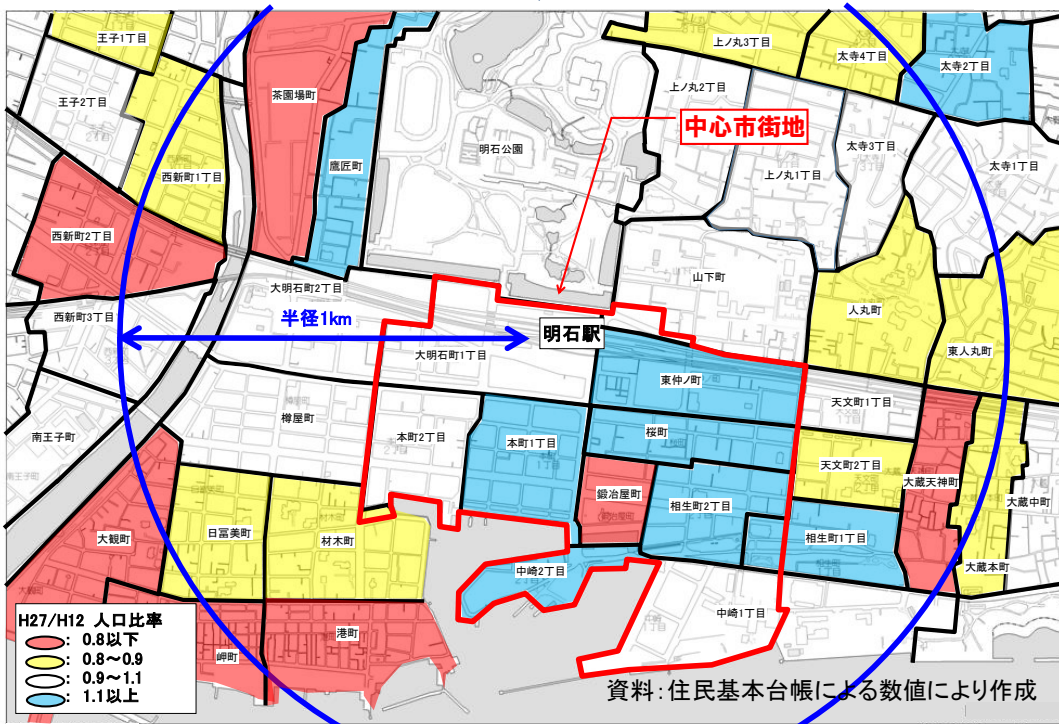 王子1丁目
茶園場町
上ノ丸3丁目
太寺4丁目
太寺2丁目
王子2丁目
上ノ丸2丁目
中心市街地
明石公園
太寺3丁目
鷹匠町
太寺1丁目
西新町1丁目
上ノ丸1丁目
西新町2丁目
山下町
大明石町2丁目
人丸町
西新町3丁目
半径1km
明石駅
大明石町1丁目
東人丸町
東仲ノ町
天文町1丁目
樽屋町
桜町
南王子町
本町2丁目
本町1丁目
天文町2丁目
大蔵天神町
鍛冶屋町
大蔵中町
相生町2丁目
大観町
日冨美町
材木町
相生町1丁目
大蔵本町
中崎2丁目
中崎1丁目
港町
岬町
H27/H12 人口比率
: 0.8以下
: 0.8～0.9
: 0.9～1.1
: 1.1以上
資料:住民基本台帳による数値により作成